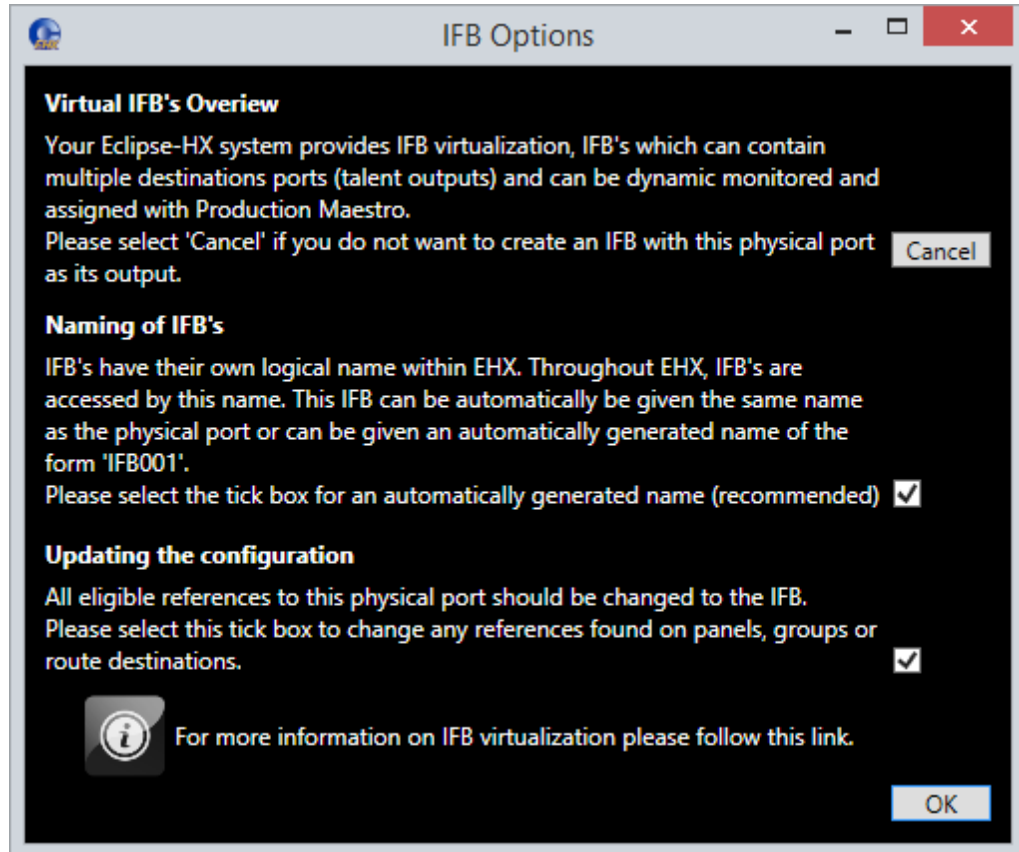 IFB Options
Virtual IFB's Overiew
Your Eclipse-HX system provides IFB virtualization, IFB's which can contain
multiple destinations ports (talent outputs) and can be dynamic monitored and
assigned with Production Maestro.
Please select 'Cancel' if you do not want to create an IFB with this physical port
as its output.
Cancel
Naming of IFB's
IFB's have their own logical name within EHX. Throughout EHX, IFB's are
accessed by this name. This IFB can be automatically be given the same name
as the physical port or can be given an automatically generated name of the
form 'IFB001'.
Please select the tick box for an automatically generated name (recommended)
Updating the configuration
All eligible references to this physical port should be changed to the IFB.
Please select this tick box to change any references found on panels, groups or
route destinations.
For more information on IFB virtualization please follow this link.
OK